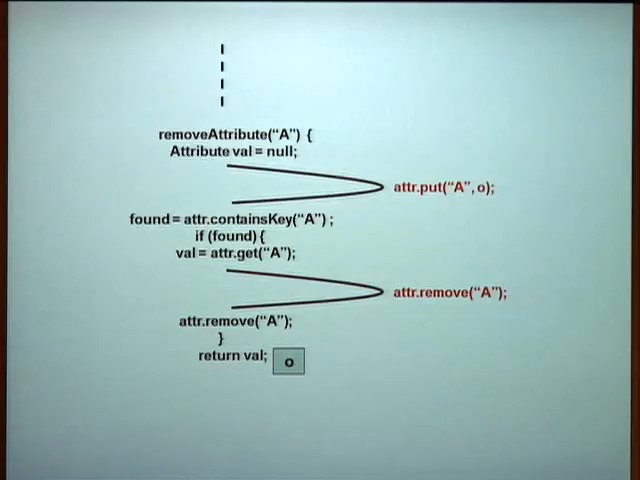 removeAttribute(“A”) {
Attribute val = null;
attr.put(“A”, o);
found = attr.containsKey(“A”) ;
if (found) {
val = attr.get(“A”);
attr.remove(“A”);
attr.remove(“A”);
}
return val;
o